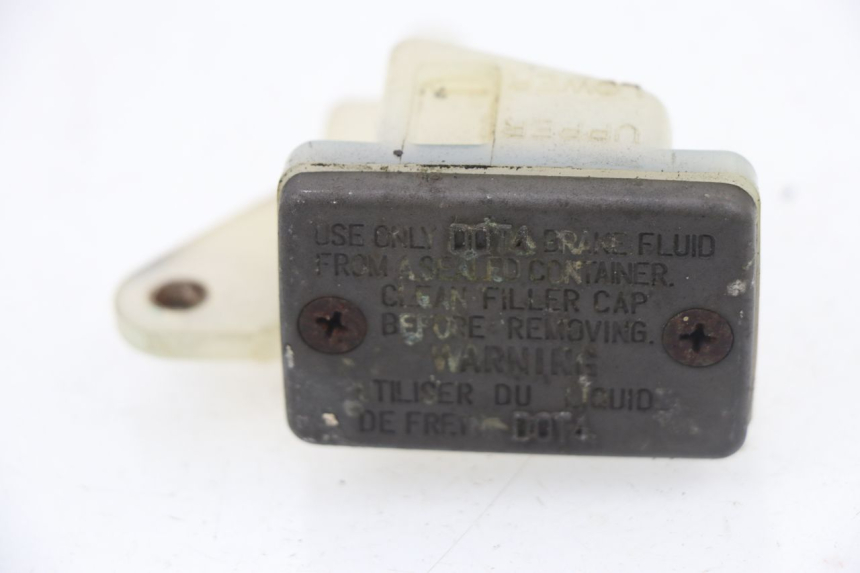 LOWER
UPPER
USE ONLY DOT4 BRAKE FLUID
FROM A SEALED CONTAINER.
CLEAN FILLER CAP
BEFORE REMOVING.
WARNING
UTILISER DU LIQUIDE
DE FREIN DOT4